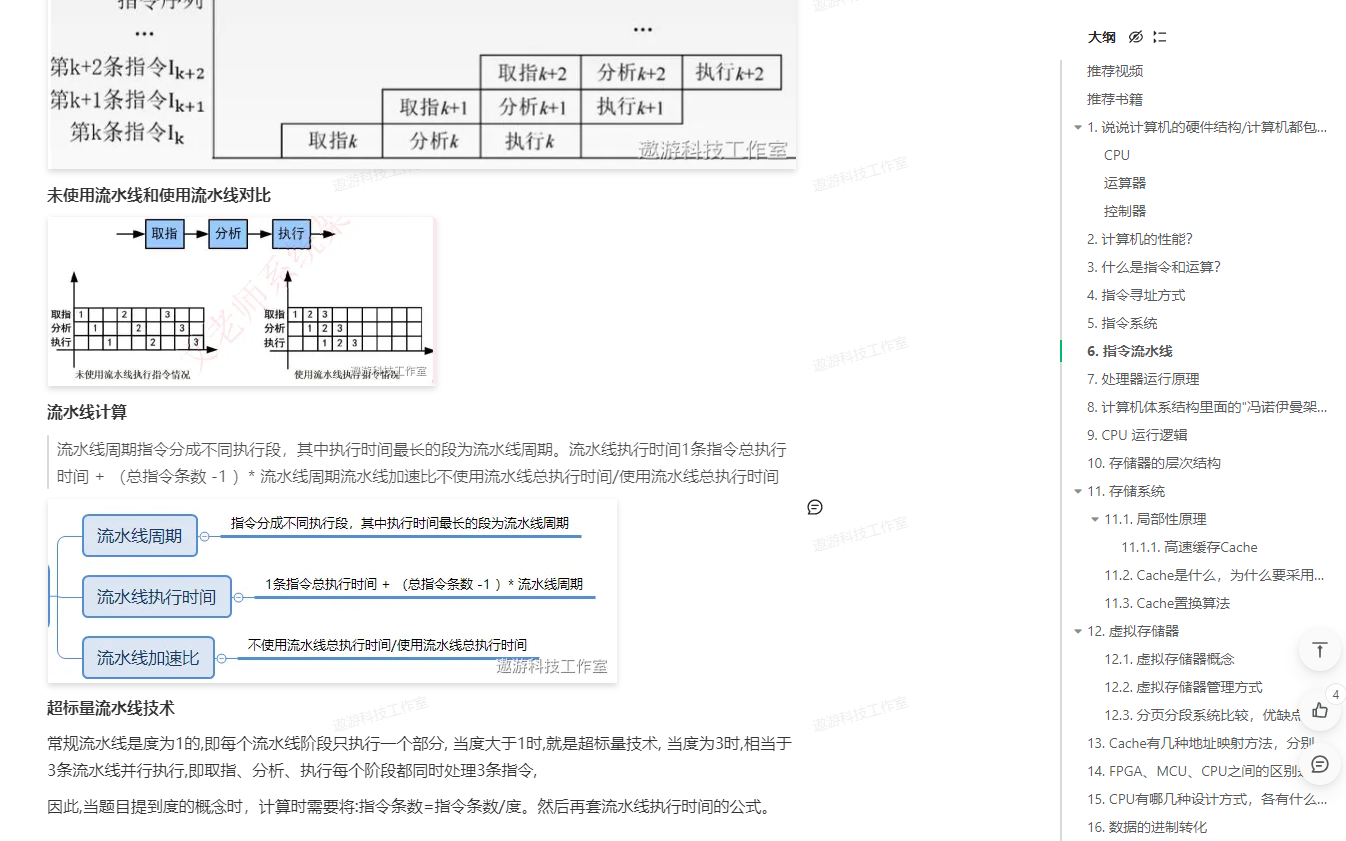 指令序列
…
…
第k+2条指令Ik+2
取指k+2 分析k+2 执行k+2
第k+1条指令Ik+1
取指k+1 分析k+1 执行k+1
第k条指令Ik
取指k 分析k 执行k
遨游科技工作室
未使用流水线和使用流水线对比
取指 分析 执行
取指 1 2 3
分析 1 2 3
执行 1 2 3
未使用流水线执行指令情况
取指 1 2 3
分析 1 2 3
执行 1 2 3
使用流水线执行指令情况
遨游科技工作室
流水线计算
流水线周期指令分成不同执行段，其中执行时间最长的段为流水线周期。流水线执行时间1条指令总执行
时间 + （总指令条数 -1 ）* 流水线周期流水线加速比不使用流水线总执行时间/使用流水线总执行时间
流水线周期 指令分成不同执行段，其中执行时间最长的段为流水线周期
流水线执行时间 1条指令总执行时间 + （总指令条数 -1 ）* 流水线周期
流水线加速比 不使用流水线总执行时间/使用流水线总执行时间
遨游科技工作室
超标量流水线技术
常规流水线是度为1的,即每个流水线阶段只执行一个部分, 当度大于1时,就是超标量技术, 当度为3时,相当于
3条流水线并行执行,即取指、分析、执行每个阶段都同时处理3条指令,
因此,当题目提到度的概念时，计算时需要将:指令条数=指令条数/度。然后再套流水线执行时间的公式。
大纲
推荐视频
推荐书籍
1. 说说计算机的硬件结构/计算机都包...
CPU
运算器
控制器
2. 计算机的性能?
3. 什么是指令和运算?
4. 指令寻址方式
5. 指令系统
6. 指令流水线
7. 处理器运行原理
8. 计算机体系结构里面的"冯诺伊曼架...
9. CPU 运行逻辑
10. 存储器的层次结构
11. 存储系统
11.1. 局部性原理
11.1.1. 高速缓存Cache
11.2. Cache是什么，为什么要采用...
11.3. Cache置换算法
12. 虚拟存储器
12.1. 虚拟存储器概念
12.2. 虚拟存储器管理方式
12.3. 分页分段系统比较，优缺点
13. Cache有几种地址映射方法，分别
14. FPGA、MCU、CPU之间的区别
15. CPU有哪几种设计方式，各有什么...
16. 数据的进制转化
4